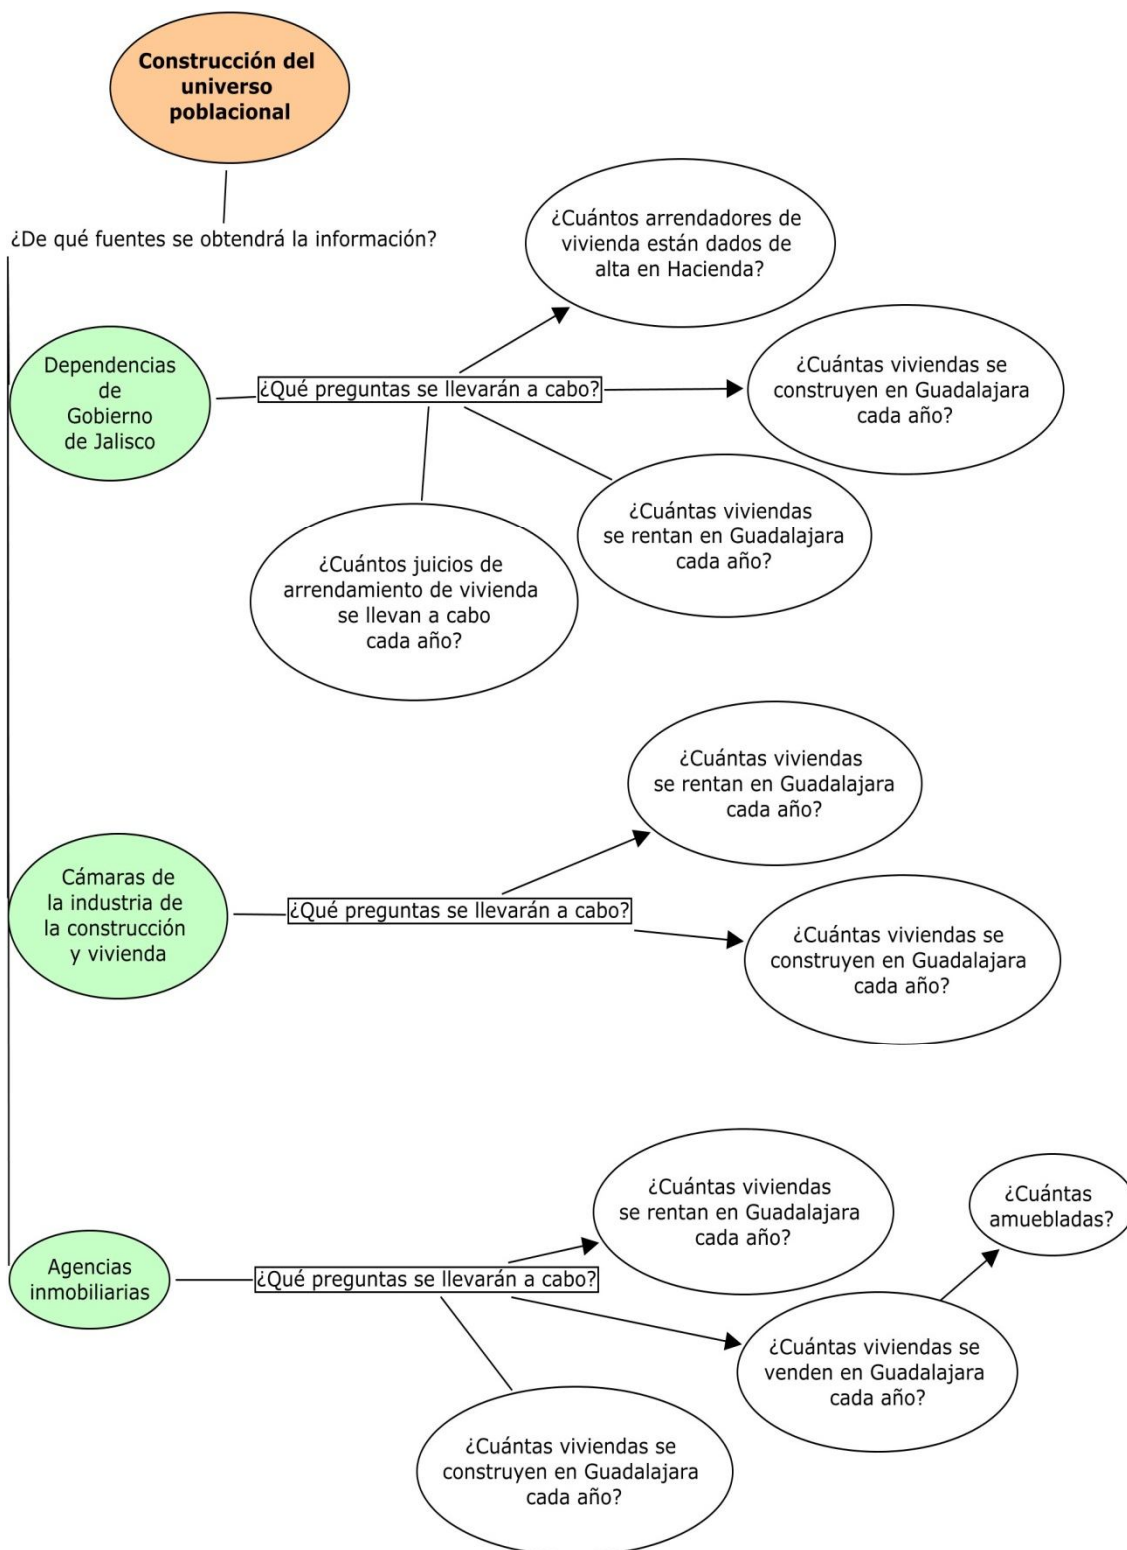 Construcción del
universo
poblacional
¿De qué fuentes se obtendrá la información?
¿Cuántos arrendadores de
vivienda están dados de
alta en Hacienda?
Dependencias
de
Gobierno
de Jalisco
¿Qué preguntas se llevarán a cabo?
¿Cuántas viviendas se
construyen en Guadalajara
cada año?
¿Cuántas viviendas
se rentan en Guadalajara
cada año?
¿Cuántos juicios de
arrendamiento de vivienda
se llevan a cabo
cada año?
¿Cuántas viviendas
se rentan en Guadalajara
cada año?
Cámaras de
la industria de
la construcción
y vivienda
¿Qué preguntas se llevarán a cabo?
¿Cuántas viviendas se
construyen en Guadalajara
cada año?
¿Cuántas viviendas
se rentan en Guadalajara
cada año?
¿Cuántas
amuebladas?
Agencias
inmobiliarias
¿Qué preguntas se llevarán a cabo?
¿Cuántas viviendas se
venden en Guadalajara
cada año?
¿Cuántas viviendas se
construyen en Guadalajara
cada año?